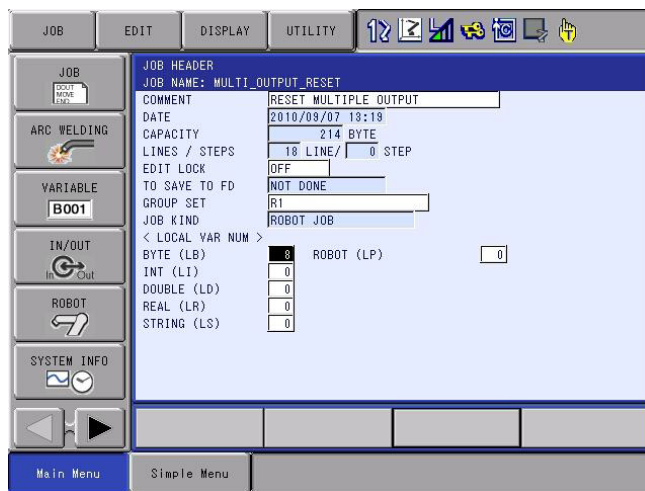 JOB EDIT DISPLAY UTILITY
JOB
DOUT
MOVE
END
ARC WELDING
VARIABLE
B001
IN/OUT
In Out
ROBOT
SYSTEM INFO
JOB HEADER
JOB NAME: MULTI_OUTPUT_RESET
COMMENT RESET MULTIPLE OUTPUT
DATE 2010/09/07 13:19
CAPACITY 214 BYTE
LINES / STEPS 18 LINE/ 0 STEP
EDIT LOCK OFF
TO SAVE TO FD NOT DONE
GROUP SET R1
JOB KIND ROBOT JOB
< LOCAL VAR NUM >
BYTE (LB) 8 ROBOT (LP) 0
INT (LI) 0
DOUBLE (LD) 0
REAL (LR) 0
STRING (LS) 0
Main Menu Simple Menu